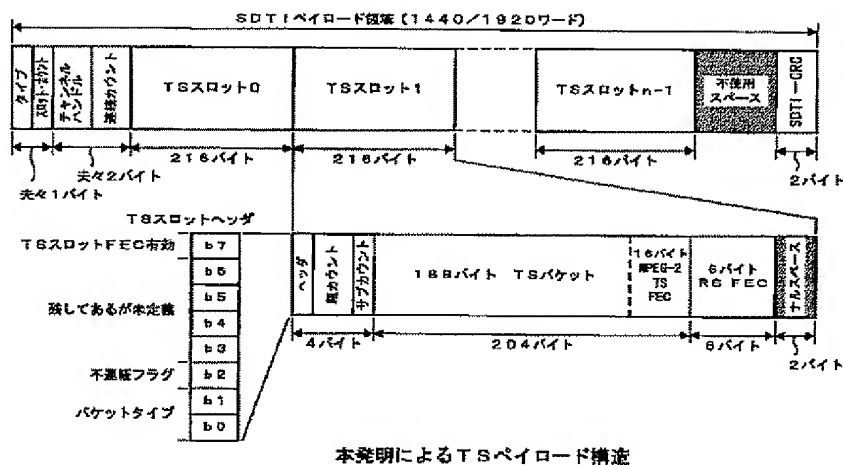 SDTIペイロード領域(1440/1920ワード)
タイプ
スロット・カウント
チャンネル
ハンドル
連続カウント
TSスロット0
TSスロット1
TSスロットn-1
不使用
スペース
SDTI-CRC
216バイト
216バイト
216バイト
2バイト
夫々1バイト
夫々2バイト
TSスロットヘッダ
TSスロットFEC有効
残してあるが未定義
不連続フラグ
パケットタイプ
b7
b6
b5
b4
b3
b2
b1
b0
ヘッダ
親カウント
サブカウント
188バイト TSパケット
16バイト
MPEG-2
TS
FEC
6バイト
RS FEC
ナルスペース
4バイト
204バイト
6バイト
2バイト
本発明によるTSペイロード構造